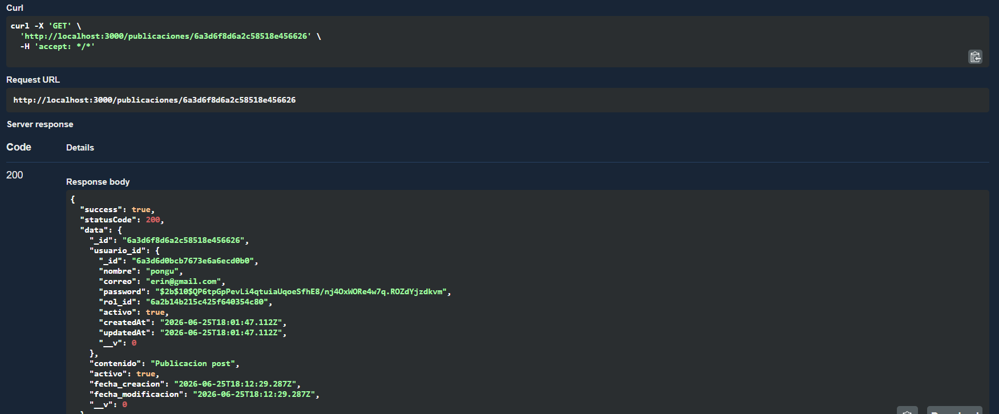 Curl
curl -X 'GET' \
'http://localhost:3000/publicaciones/6a3d6f8d6a2c58518e456626' \
-H 'accept: */*'
Request URL
http://localhost:3000/publicaciones/6a3d6f8d6a2c58518e456626
Server response
Code Details
200
Response body
{
"success": true,
"statusCode": 200,
"data": {
"_id": "6a3d6f8d6a2c58518e456626",
"usuario_id": {
"_id": "6a3d6d0bcb7673e6a6ecd0b0",
"nombre": "pongu",
"correo": "erin@gmail.com",
"password": "$2b$10$QP6tpGpPevLi4qtuiaUqoeSfhE8/nj4OxWORe4w7q.ROZdYjzdkvm",
"rol_id": "6a2b14b215c425f640354c80",
"activo": true,
"createdAt": "2026-06-25T18:01:47.112Z",
"updatedAt": "2026-06-25T18:01:47.112Z",
"__v": 0
},
"contenido": "Publicacion post",
"activo": true,
"fecha_creacion": "2026-06-25T18:12:29.287Z",
"fecha_modificacion": "2026-06-25T18:12:29.287Z",
"__v": 0